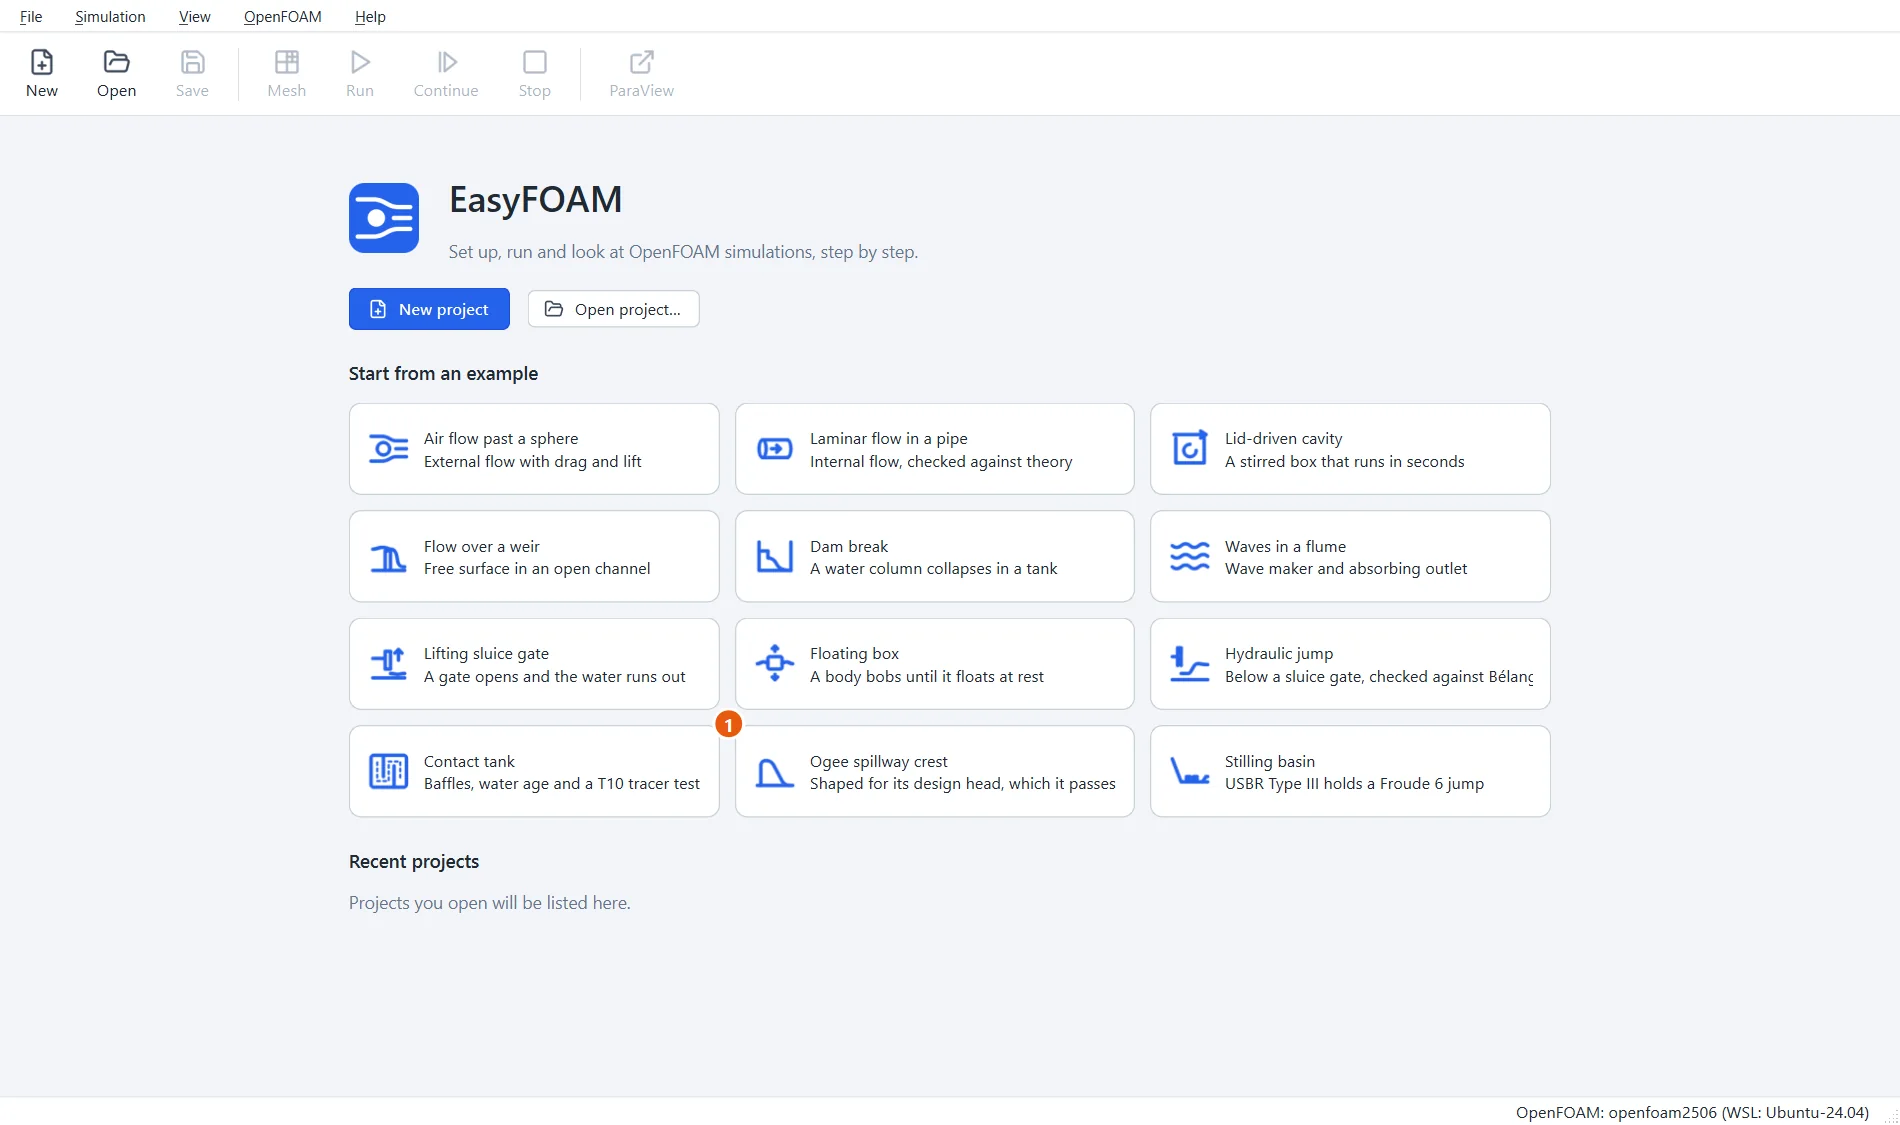 File Simulation View OpenFOAM Help
New Open Save Mesh Run Continue Stop ParaView
EasyFOAM
Set up, run and look at OpenFOAM simulations, step by step.
New project Open project...
Start from an example
Air flow past a sphere
External flow with drag and lift
Laminar flow in a pipe
Internal flow, checked against theory
Lid-driven cavity
A stirred box that runs in seconds
Flow over a weir
Free surface in an open channel
Dam break
A water column collapses in a tank
Waves in a flume
Wave maker and absorbing outlet
Lifting sluice gate
A gate opens and the water runs out
Floating box
A body bobs until it floats at rest
Hydraulic jump
Below a sluice gate, checked against Bélang
Contact tank
Baffles, water age and a T10 tracer test
1
Ogee spillway crest
Shaped for its design head, which it passes
Stilling basin
USBR Type III holds a Froude 6 jump
Recent projects
Projects you open will be listed here.
OpenFOAM: openfoam2506 (WSL: Ubuntu-24.04)